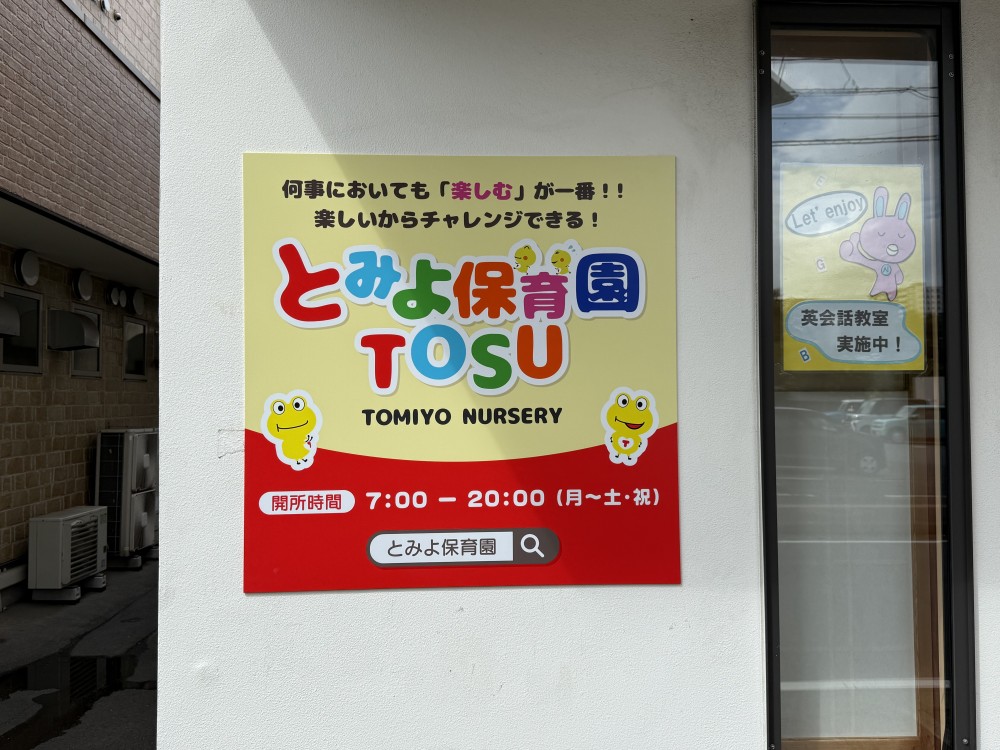 何事においても「楽しむ」が一番！！
楽しいからチャレンジできる！
とみよ保育園
TOSU
TOMIYO NURSERY
開所時間 7:00 － 20:00（月〜土・祝）
とみよ保育園
Let' enjoy
G
N
英会話教室
実施中！
B
T